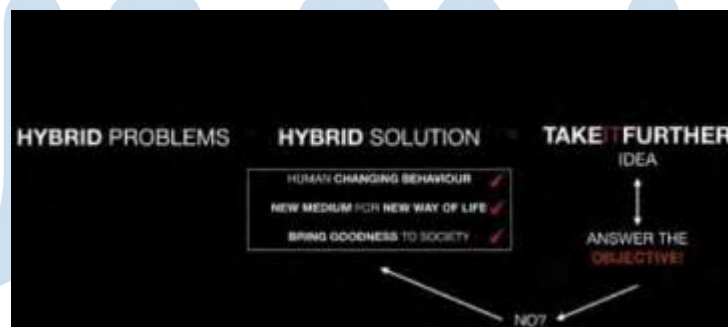 HYBRID PROBLEMS
HYBRID SOLUTION
HUMAN CHANGING BEHAVIOUR
NEW MEDIUM FOR NEW WAY OF LIFE
BRING GOODNESS TO SOCIETY
TAKE IT FURTHER
IDEA
ANSWER THE
OBJECTIVE!
NO?